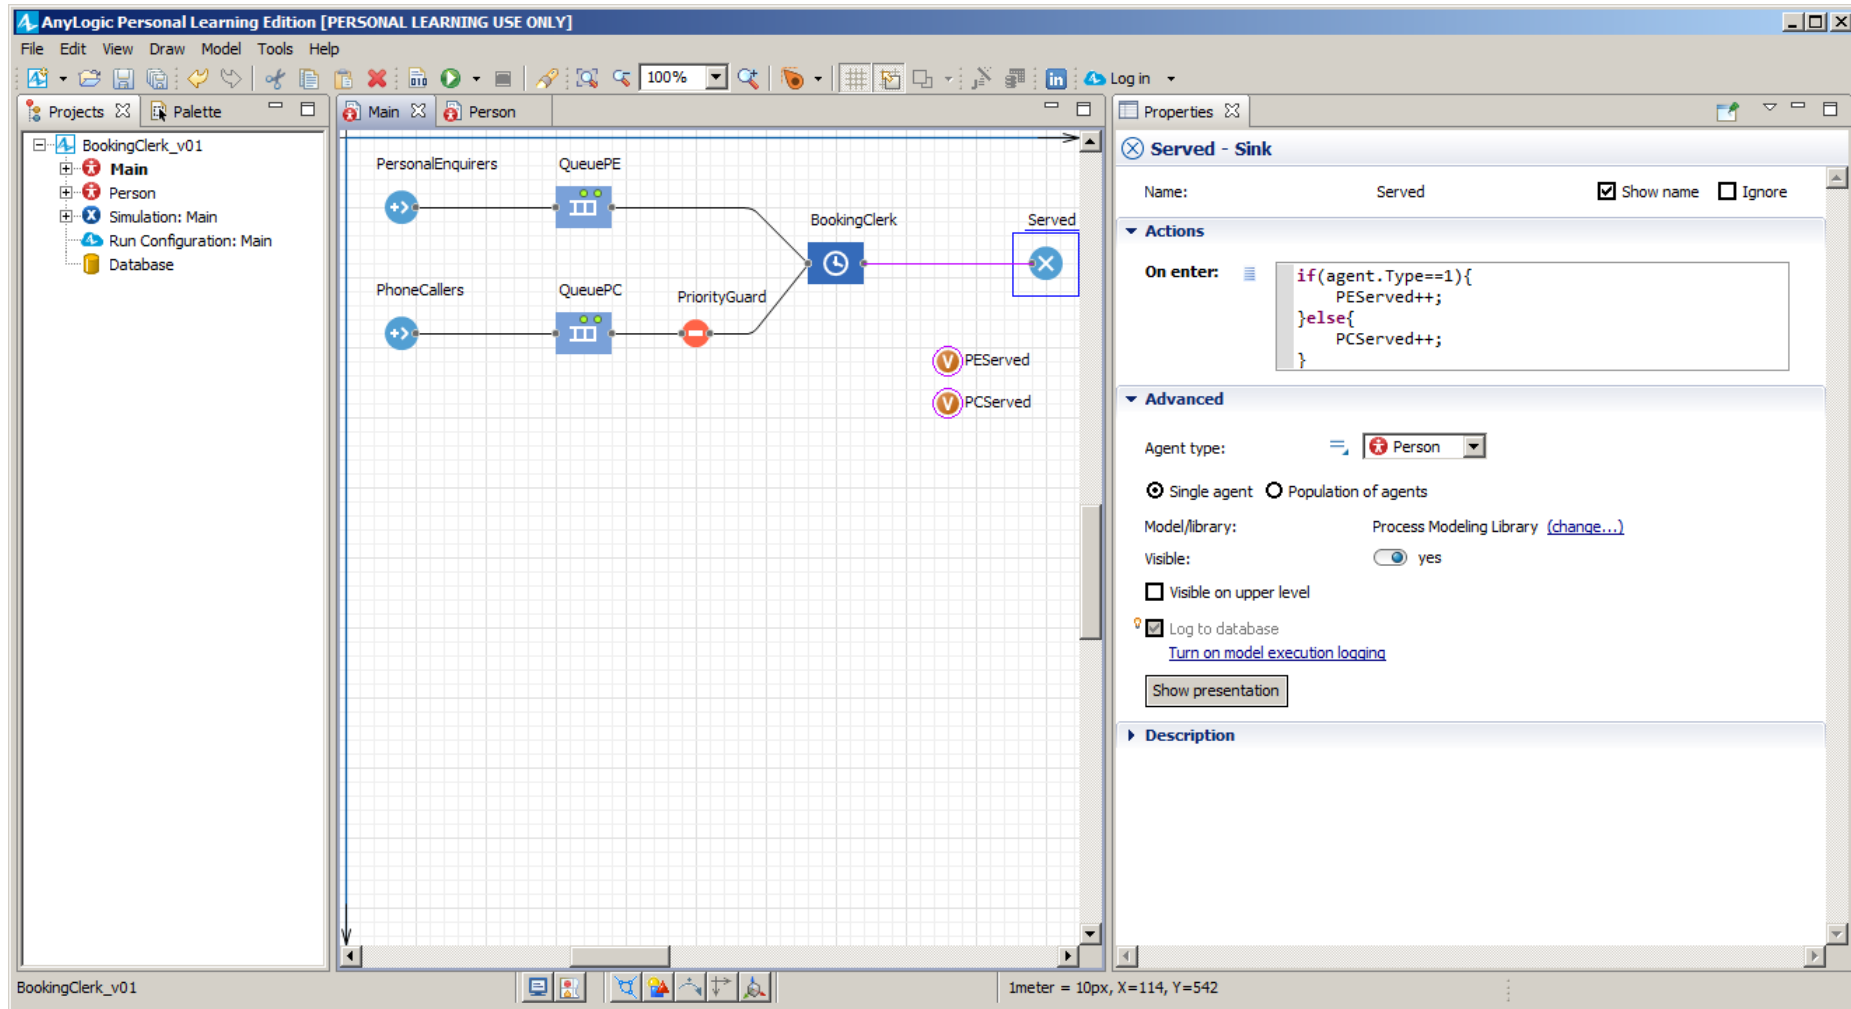 AnyLogic Personal Learning Edition [PERSONAL LEARNING USE ONLY]
File Edit View Draw Model Tools Help
100% Log in
Projects Palette
Main Person
Properties
BookingClerk_v01
Main
Person
Simulation: Main
Run Configuration: Main
Database
PersonalEnquirers QueuePE
BookingClerk Served
PhoneCallers QueuePC PriorityGuard
PEServed
PCServed
Served - Sink
Name: Served Show name Ignore
Actions
On enter:
if(agent.Type==1){
    PEServed++;
}else{
    PCServed++;
}
Advanced
Agent type: Person
Single agent Population of agents
Model/library: Process Modeling Library (change...)
Visible: yes
Visible on upper level
Log to database
Turn on model execution logging
Show presentation
Description
BookingClerk_v01 1meter = 10px, X=114, Y=542